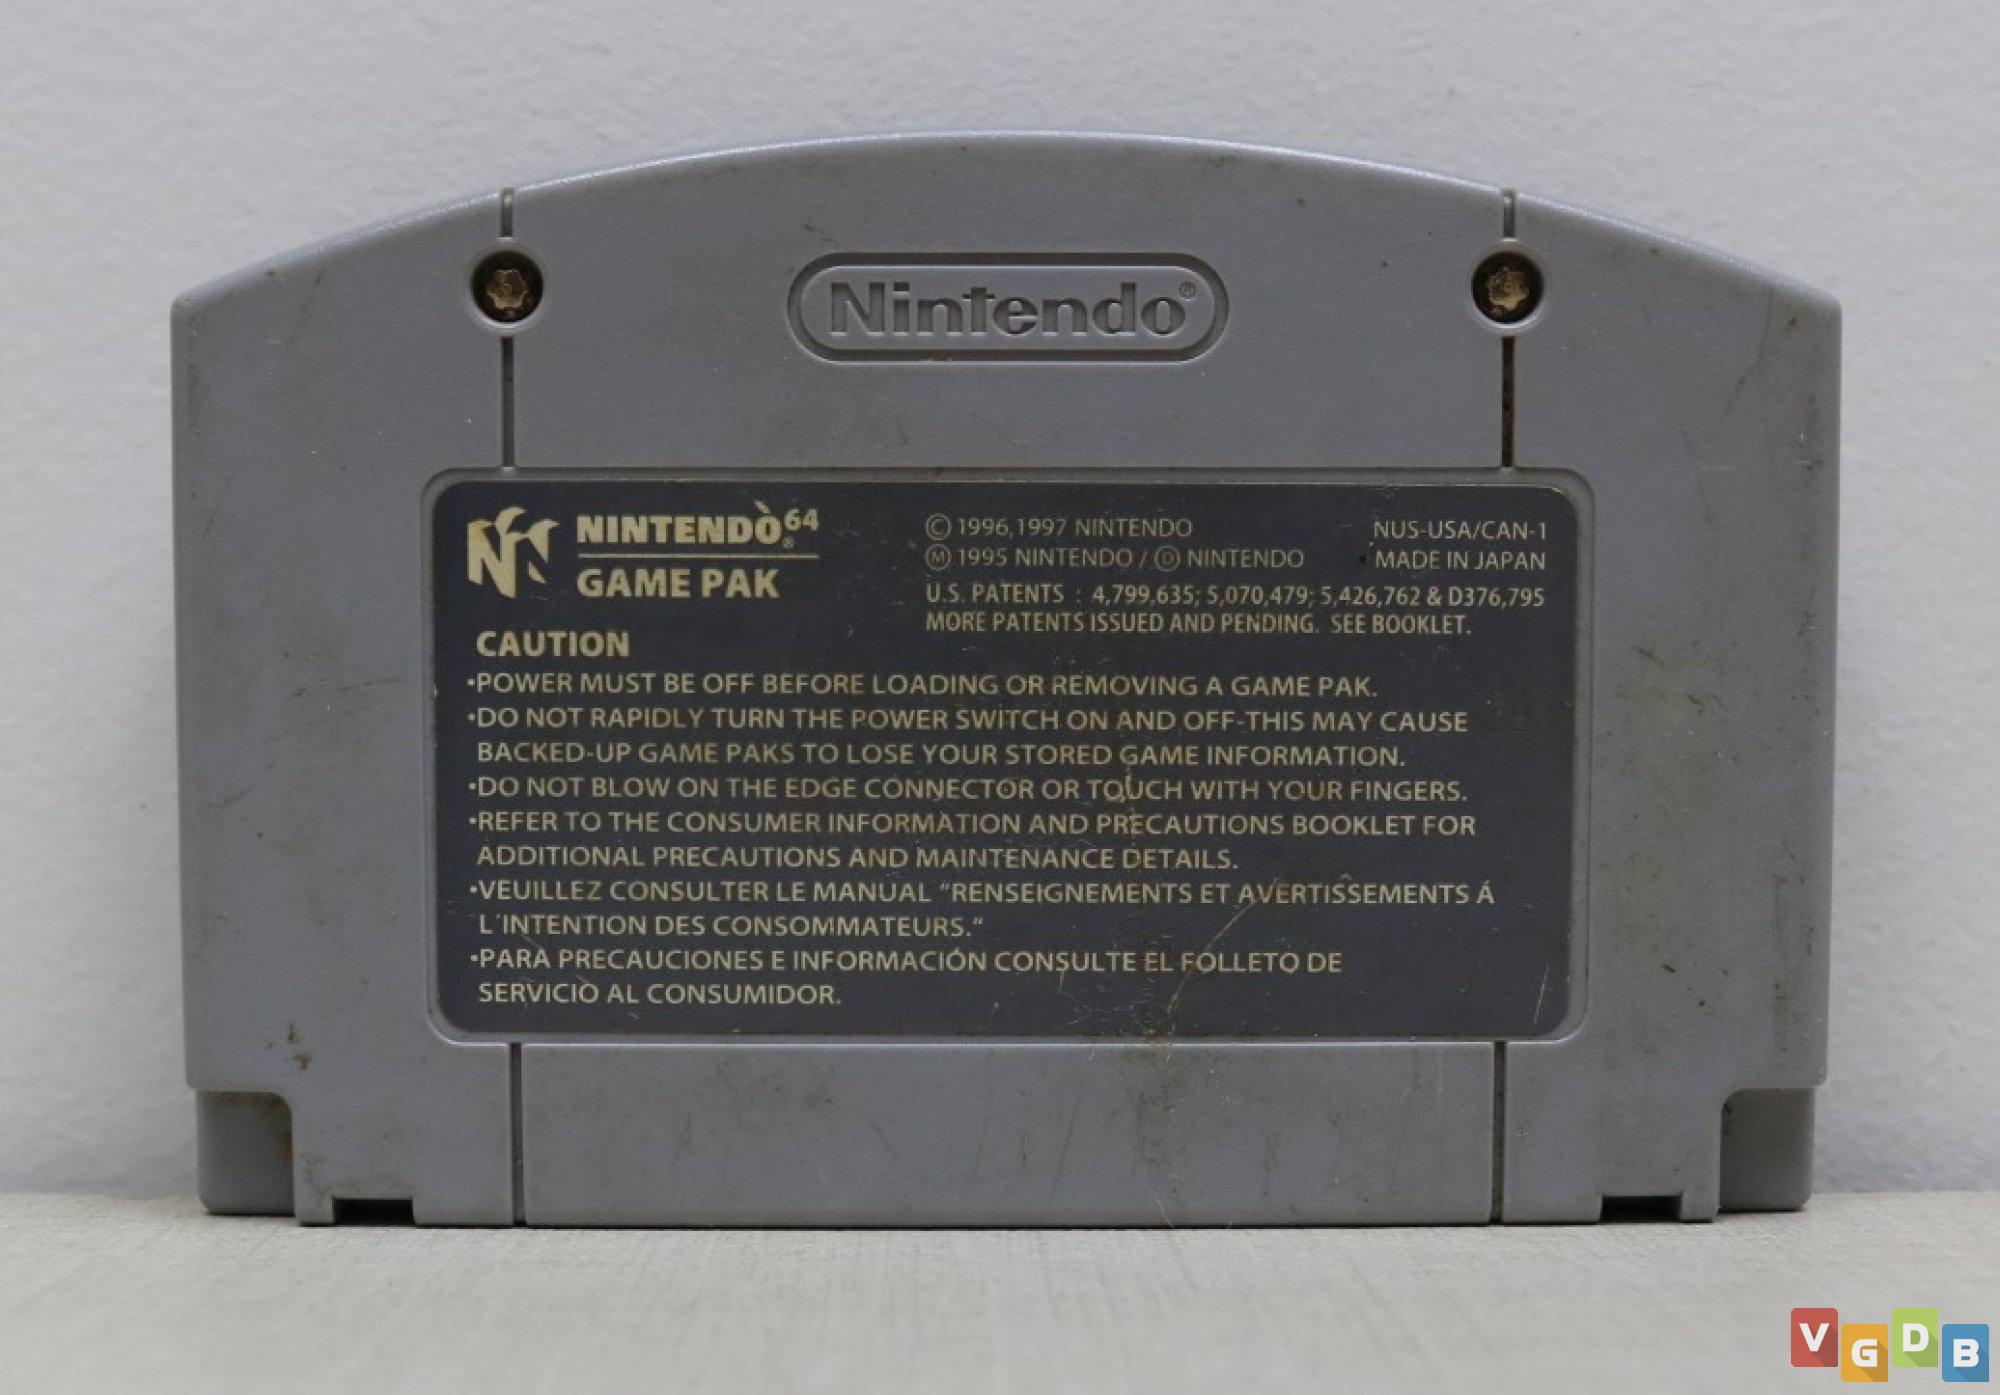 Nintendo®
NINTENDO®64
GAME PAK
© 1996,1997 NINTENDO
Ⓜ 1995 NINTENDO / Ⓓ NINTENDO
NUS-USA/CAN-1
MADE IN JAPAN
U.S. PATENTS : 4,799,635; 5,070,479; 5,426,762 & D376,795
MORE PATENTS ISSUED AND PENDING. SEE BOOKLET.
CAUTION
•POWER MUST BE OFF BEFORE LOADING OR REMOVING A GAME PAK.
•DO NOT RAPIDLY TURN THE POWER SWITCH ON AND OFF-THIS MAY CAUSE
BACKED-UP GAME PAKS TO LOSE YOUR STORED GAME INFORMATION.
•DO NOT BLOW ON THE EDGE CONNECTOR OR TOUCH WITH YOUR FINGERS.
•REFER TO THE CONSUMER INFORMATION AND PRECAUTIONS BOOKLET FOR
ADDITIONAL PRECAUTIONS AND MAINTENANCE DETAILS.
•VEUILLEZ CONSULTER LE MANUAL "RENSEIGNEMENTS ET AVERTISSEMENTS Á
L'INTENTION DES CONSOMMATEURS."
•PARA PRECAUCIONES E INFORMACIÓN CONSULTE EL FOLLETO DE
SERVICIO AL CONSUMIDOR.
VGDB